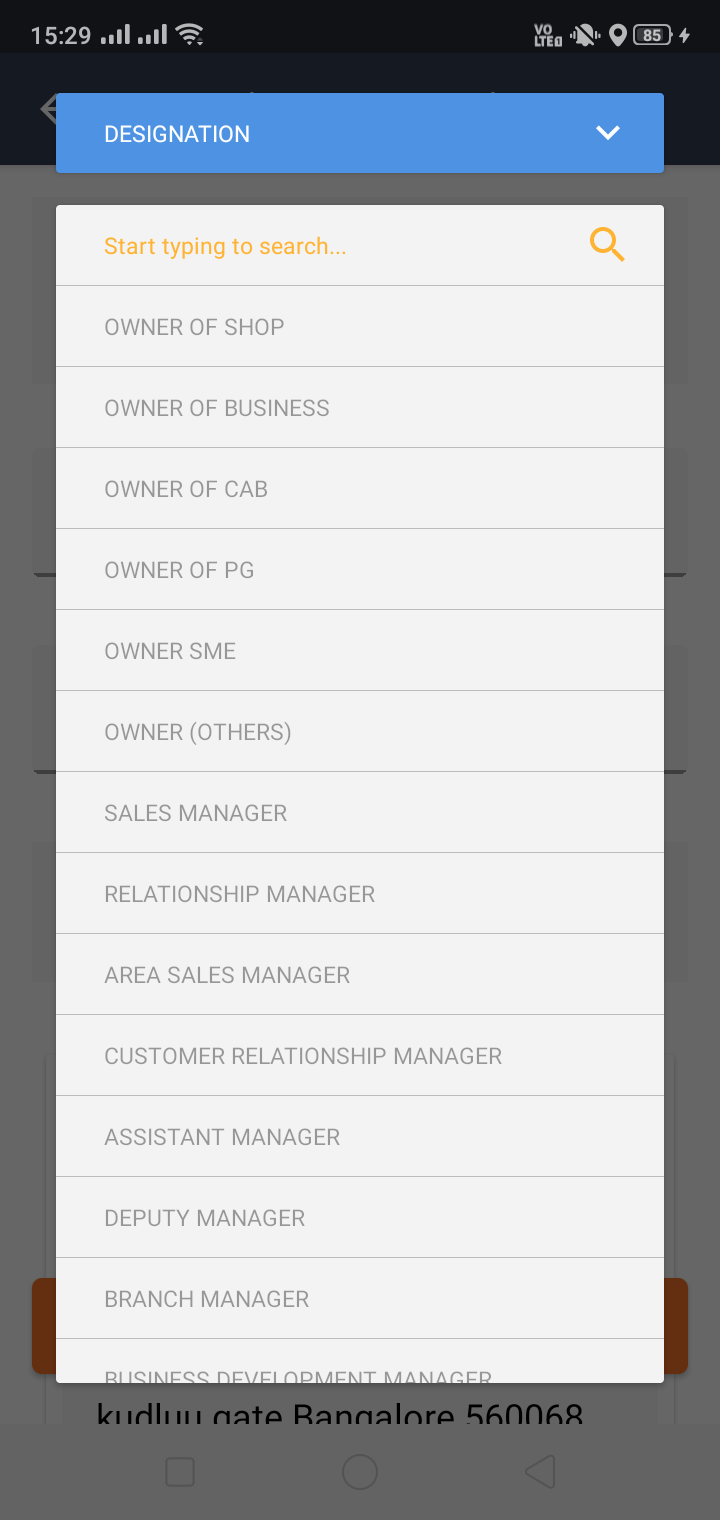 15:29
VO LTE 1
85
DESIGNATION
Start typing to search...
OWNER OF SHOP
OWNER OF BUSINESS
OWNER OF CAB
OWNER OF PG
OWNER SME
OWNER (OTHERS)
SALES MANAGER
RELATIONSHIP MANAGER
AREA SALES MANAGER
CUSTOMER RELATIONSHIP MANAGER
ASSISTANT MANAGER
DEPUTY MANAGER
BRANCH MANAGER
BUSINESS DEVELOPMENT MANAGER
kudluu gate Bangalore 560068